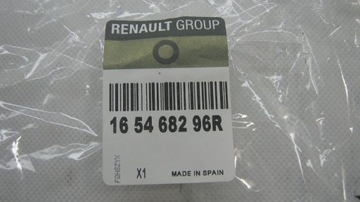 RENAULT GROUP
16 54 682 96R
X1
MADE IN SPAIN